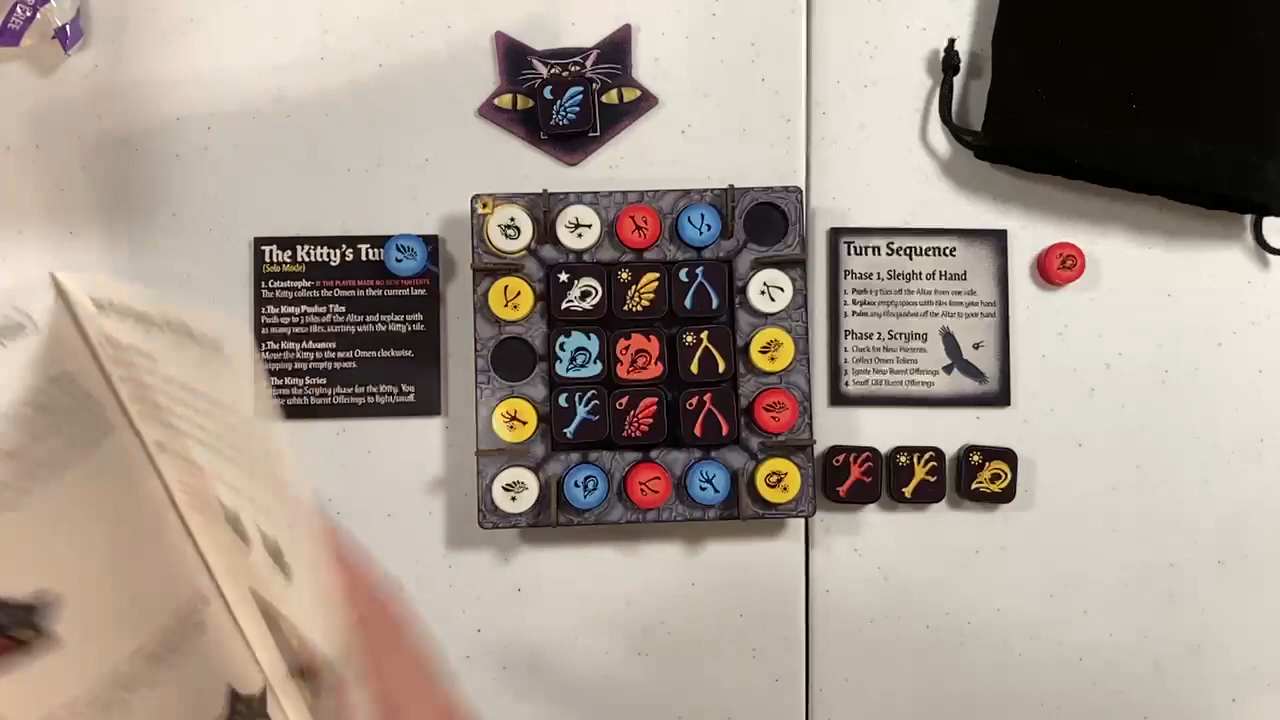 The Kitty's Tu
(Solo Mode)
1. Catastrophe- IF THE PLAYER MADE NO NEW PORTENTS
The Kitty collects the Omen in their current lane.
2.The Kitty Pushes Tiles
Push up to 3 tiles off the Altar and replace with
as many new tiles, starting with the Kitty's tile.
3.The Kitty Advances
Move the Kitty to the next Omen clockwise,
skipping any empty spaces.
The Kitty Scries
the Scrying phase for the Kitty. You
which Burnt Offerings to light/snuff.
Turn Sequence
Phase 1, Sleight of Hand
1. Push 1-3 tiles off the Altar from one side.
2. Replace empty spaces with tiles from your hand.
3. Palm any tiles pushed off the Altar to your hand.
Phase 2, Scrying
1. Check for New Portents.
2. Collect Omen Tokens
3. Ignite New Burnt Offerings
4. Snuff Old Burnt Offerings